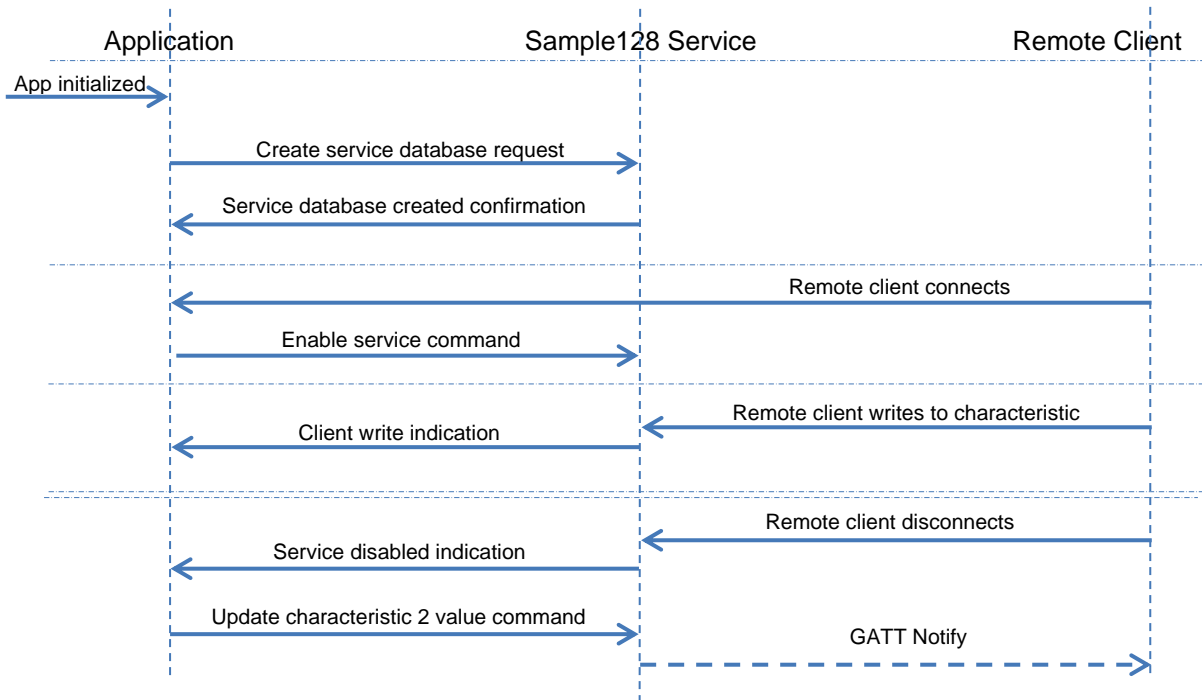 Application
Sample128 Service
Remote Client
App initialized
Create service database request
Service database created confirmation
Remote client connects
Enable service command
Remote client writes to characteristic
Client write indication
Remote client disconnects
Service disabled indication
Update characteristic 2 value command
GATT Notify